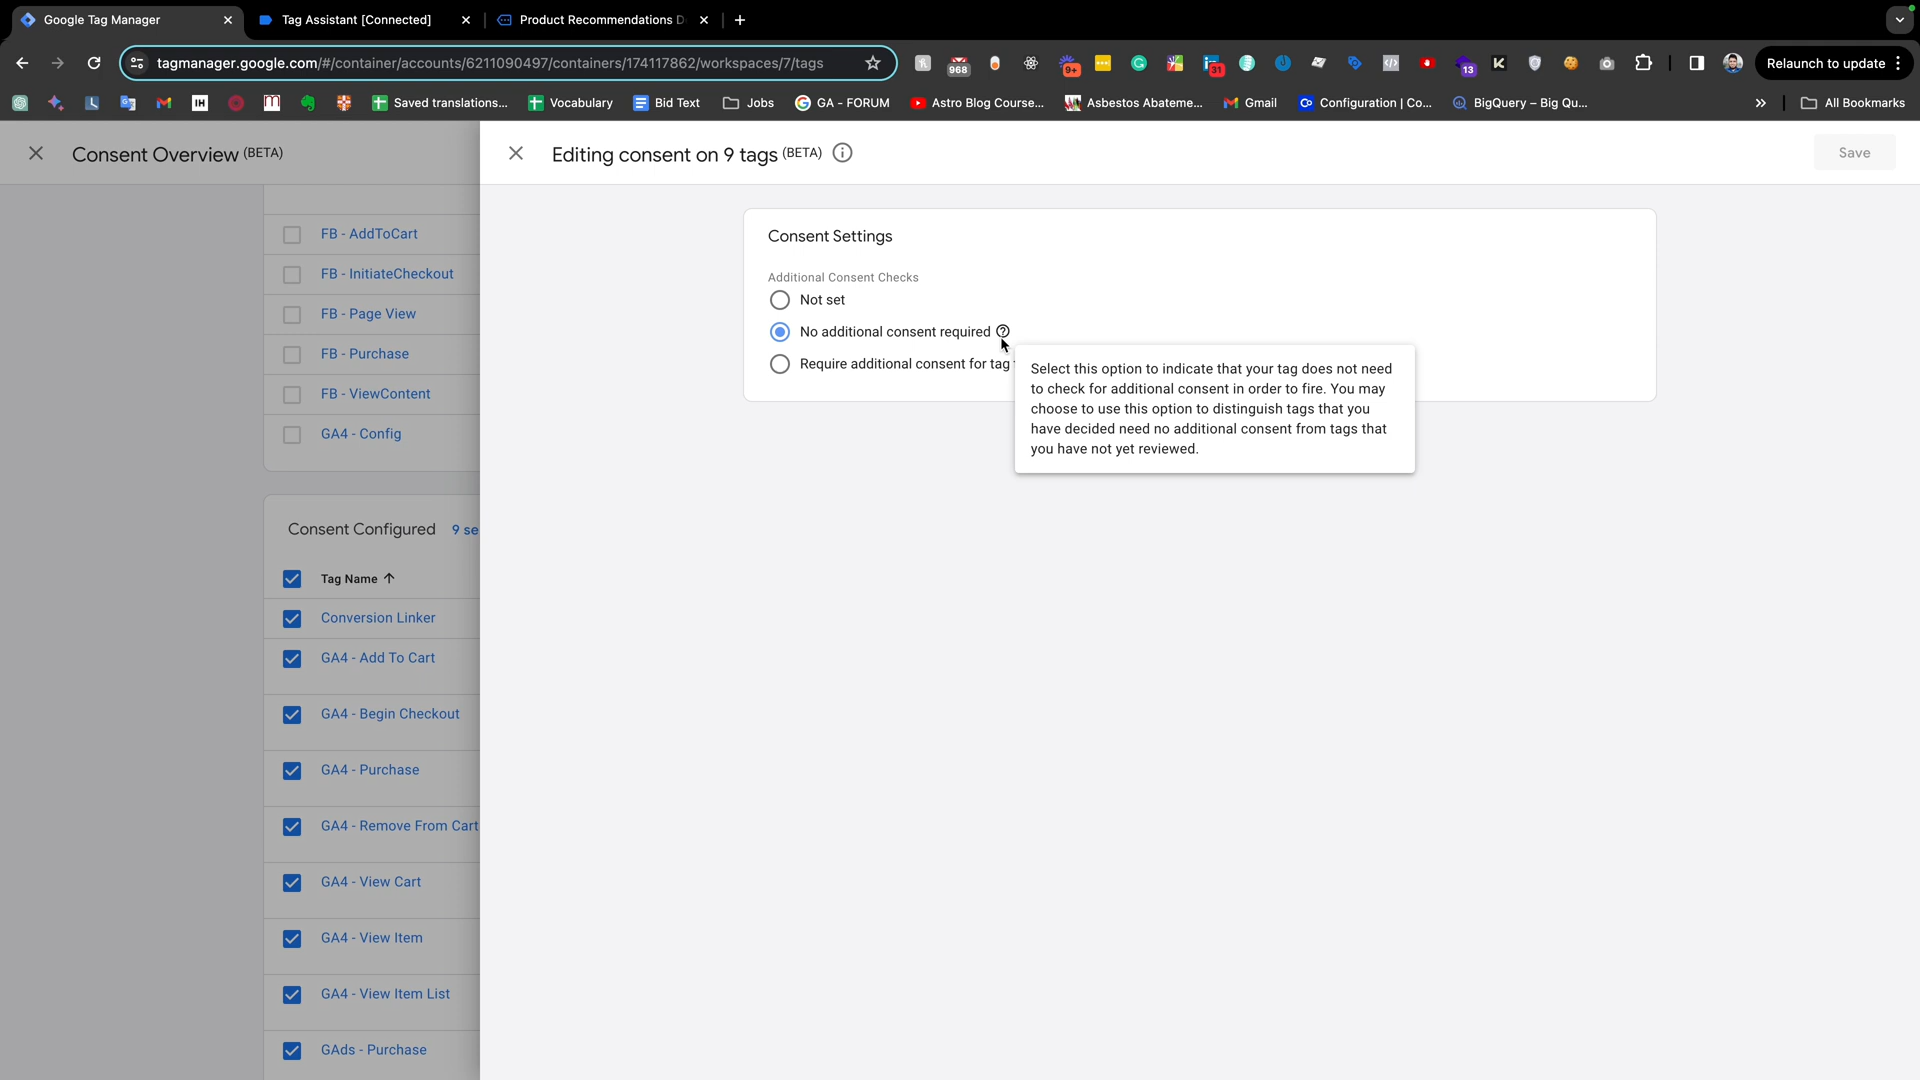 Google Tag Manager
Tag Assistant [Connected]
Product Recommendations D
tagmanager.google.com/#/container/accounts/6211090497/containers/174117862/workspaces/7/tags
968
9+
31
13
Relaunch to update
IH
Saved translations...
Vocabulary
Bid Text
Jobs
GA - FORUM
Astro Blog Course...
Asbestos Abateme...
Gmail
Configuration | Co...
BigQuery – Big Qu...
All Bookmarks
Consent Overview (BETA)
Editing consent on 9 tags (BETA)
Save
FB - AddToCart
FB - InitiateCheckout
FB - Page View
FB - Purchase
FB - ViewContent
GA4 - Config
Consent Configured 9 se
Tag Name
Conversion Linker
GA4 - Add To Cart
GA4 - Begin Checkout
GA4 - Purchase
GA4 - Remove From Cart
GA4 - View Cart
GA4 - View Item
GA4 - View Item List
GAds - Purchase
Consent Settings
Additional Consent Checks
Not set
No additional consent required
Require additional consent for tag
Select this option to indicate that your tag does not need
to check for additional consent in order to fire. You may
choose to use this option to distinguish tags that you
have decided need no additional consent from tags that
you have not yet reviewed.